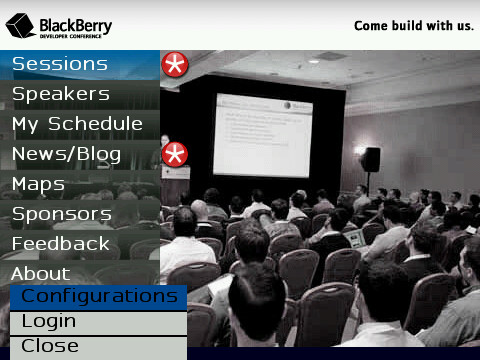 BlackBerry
DEVELOPER CONFERENCE
Come build with us.
Sessions
Speakers
My Schedule
News/Blog
Maps
Sponsors
Feedback
About
Configurations
Login
Close